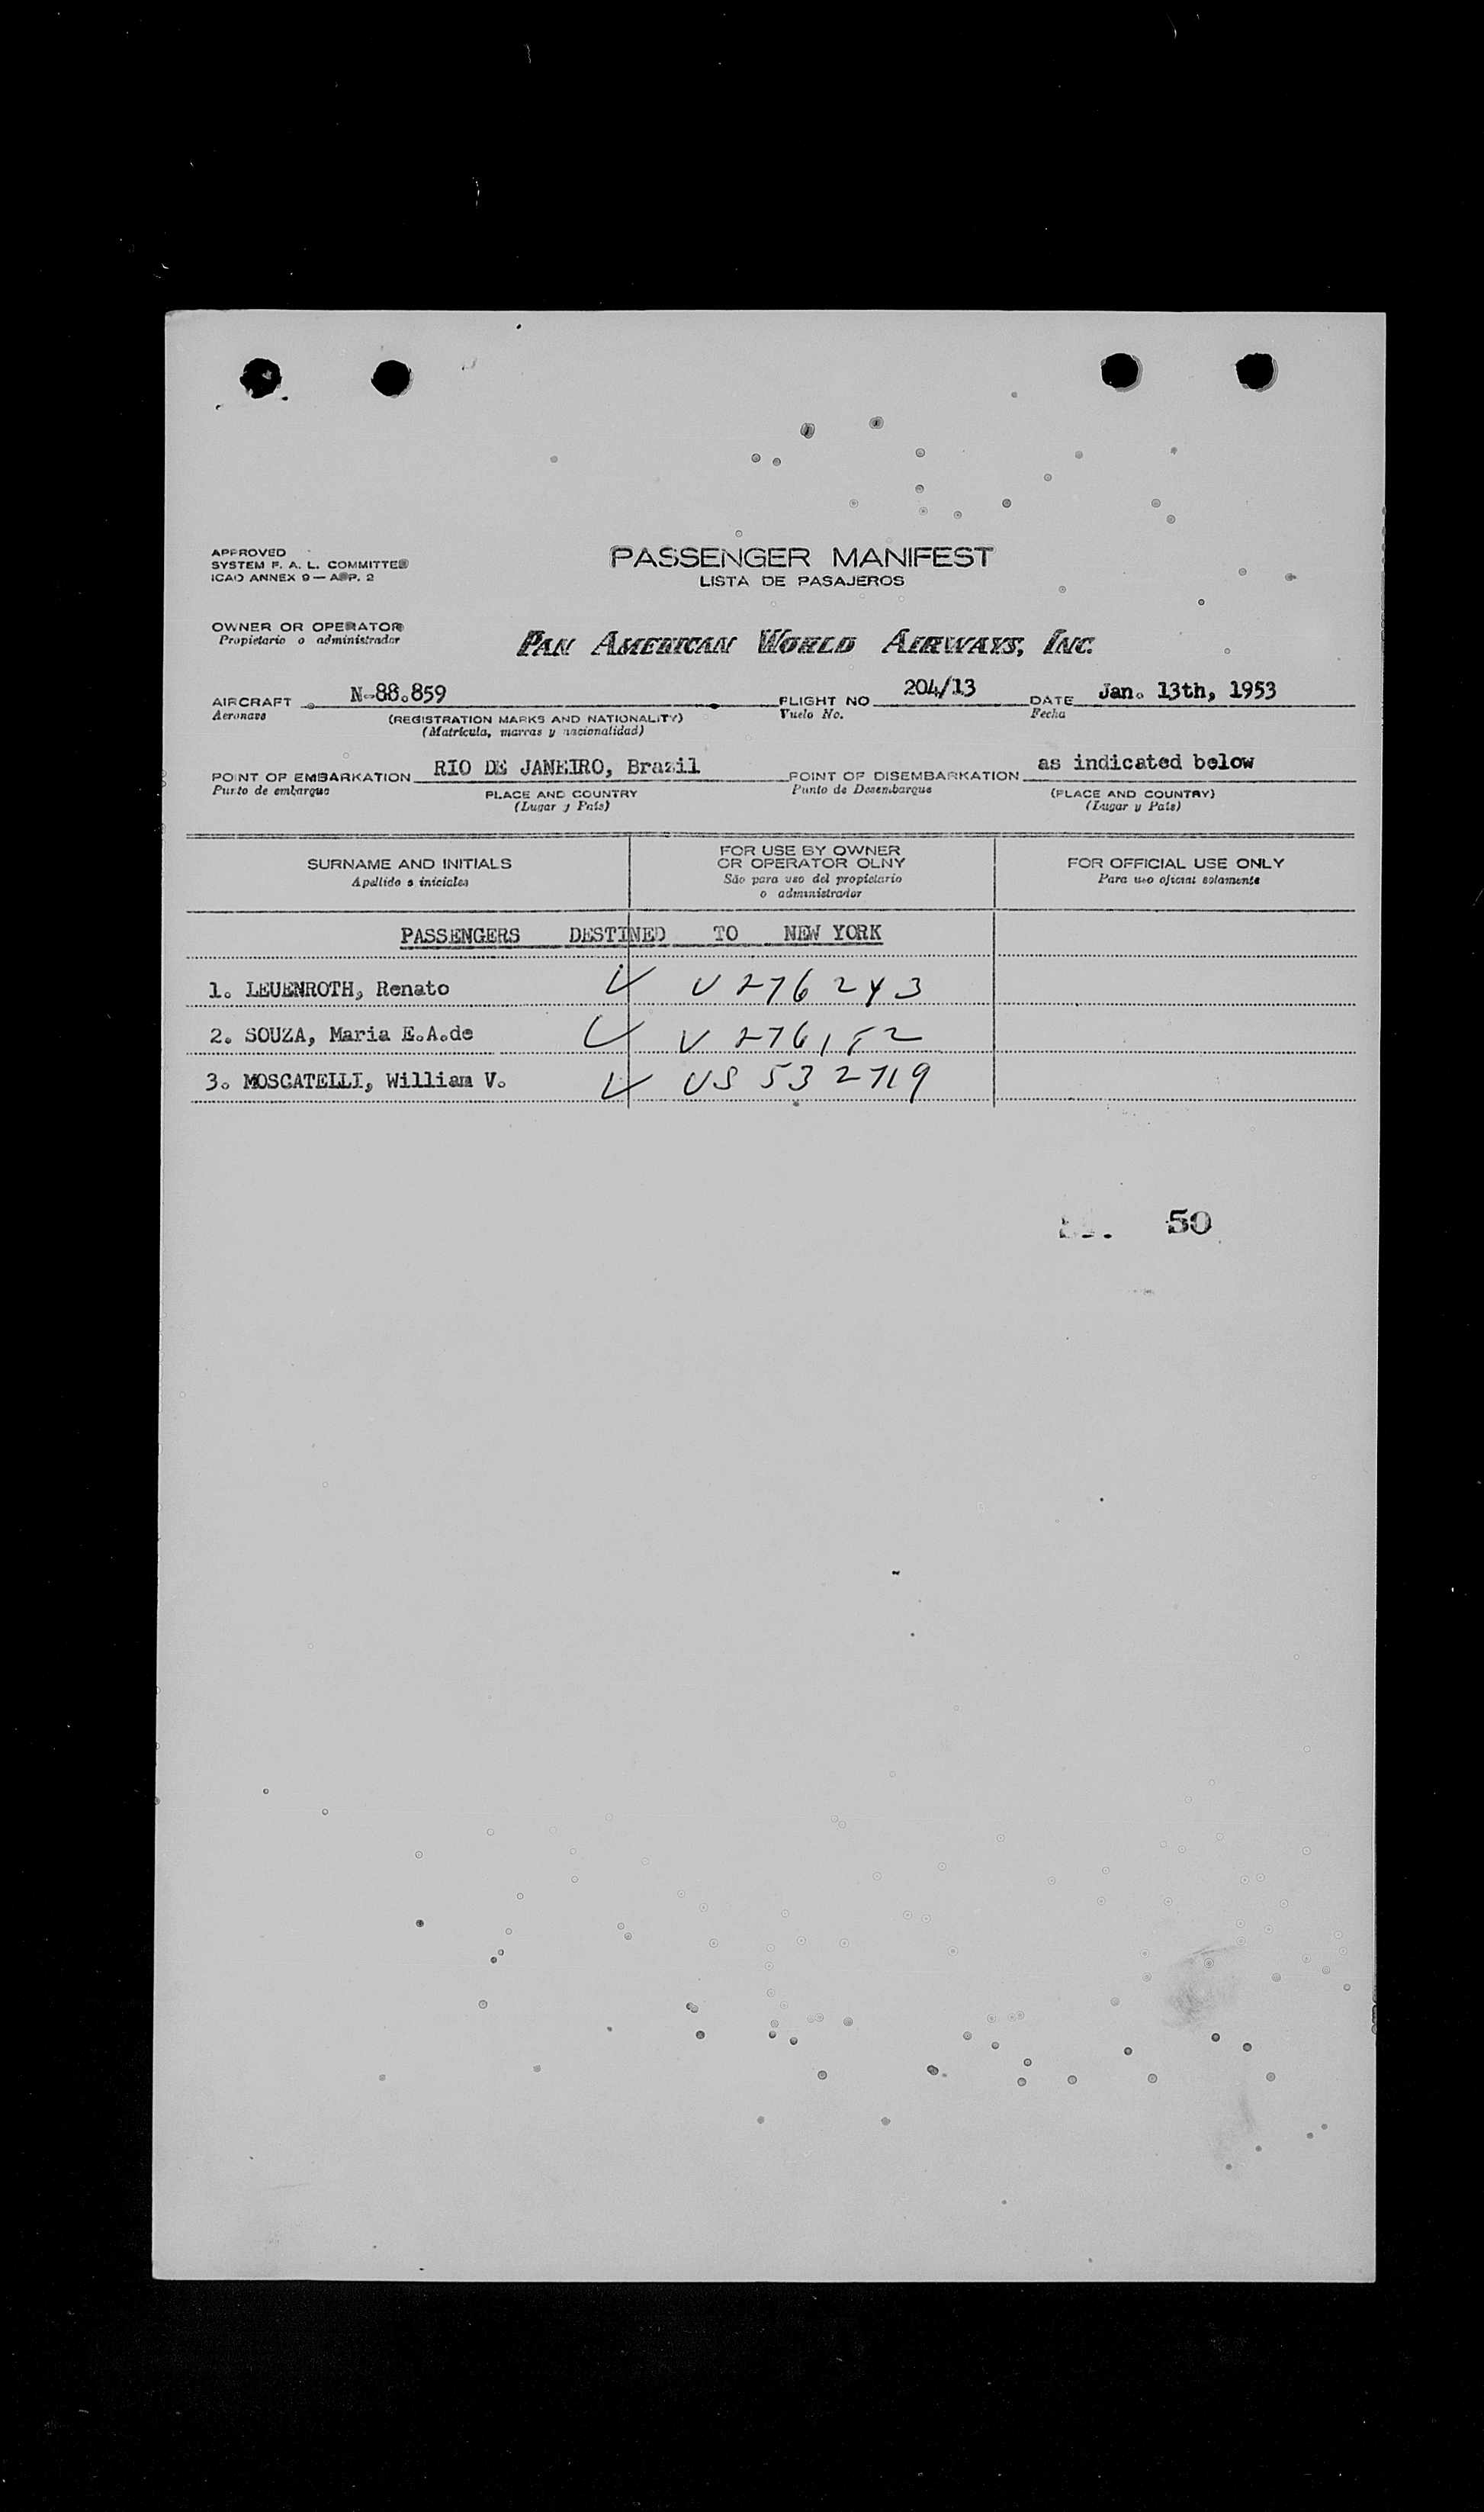 APPROVED
SYSTEM F. A. L. COMMITTEE
ICAO ANNEX 9 — APP. 2
PASSENGER MANIFEST
LISTA DE PASAJEROS
OWNER OR OPERATOR
Propietario o administrador
PAN AMERICAN WORLD AIRWAYS, INC.
AIRCRAFT N-88.859 FLIGHT NO 204/13 DATE Jan. 13th, 1953
Aeronave (REGISTRATION MARKS AND NATIONALITY) Vuelo No. Fecha
(Matrícula, marcas y nacionalidad)
POINT OF EMBARKATION RIO DE JANEIRO, Brazil POINT OF DISEMBARKATION as indicated below
Punto de embarque PLACE AND COUNTRY Punto de Desembarque (PLACE AND COUNTRY)
(Lugar y País) (Lugar y País)
SURNAME AND INITIALS
Apellido e iniciales
FOR USE BY OWNER
OR OPERATOR OLNY
São para uso del propietario
o administrador
FOR OFFICIAL USE ONLY
Para uso oficial solamente
PASSENGERS DESTINED TO NEW YORK
1. LEUENROTH, Renato V 276243
2. SOUZA, Maria E.A.de V
3. MOSCATELLI, William V. US 532719
50